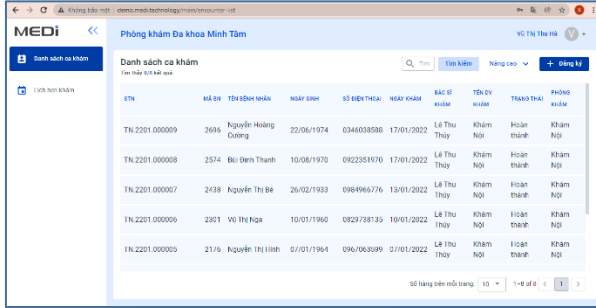 Không bảo mật | demo.medi.technology/main/encounter-list
MEDi
Phòng khám Đa khoa Minh Tâm
Vũ Thị Thu Hà
V
Danh sách ca khám
Lịch hẹn khám
Danh sách ca khám
Tìm thấy 8/8 kết quả
Tìm
Tìm kiếm
Nâng cao
+ Đăng ký
STN MÃ BN TÊN BỆNH NHÂN NGÀY SINH SỐ ĐIỆN THOẠI NGÀY KHÁM BÁC SĨ KHÁM TÊN DV KHÁM TRẠNG THÁI PHÒNG KHÁM
TN.2201.000009 2696 Nguyễn Hoàng Cường 22/06/1974 0346038588 17/01/2022 Lê Thu Thủy Khám Nội Hoàn thành Khám Nội
TN.2201.000008 2574 Bùi Đình Thanh 10/08/1970 0922351970 17/01/2022 Lê Thu Thủy Khám Nội Hoàn thành Khám Nội
TN.2201.000007 2438 Nguyễn Thị Bé 26/02/1933 0984966776 13/01/2022 Lê Thu Thủy Khám Nội Hoàn thành Khám Nội
TN.2201.000006 2301 Vũ Thị Nga 10/01/1960 0829738135 10/01/2022 Lê Thu Thủy Khám Nội Hoàn thành Khám Nội
TN.2201.000005 2176 Nguyễn Thị Hình 07/01/1964 0967063599 07/01/2022 Lê Thu Thủy Khám Nội Hoàn thành Khám Nội
Số hàng trên mỗi trang: 10 1–8 of 8 < 1 >